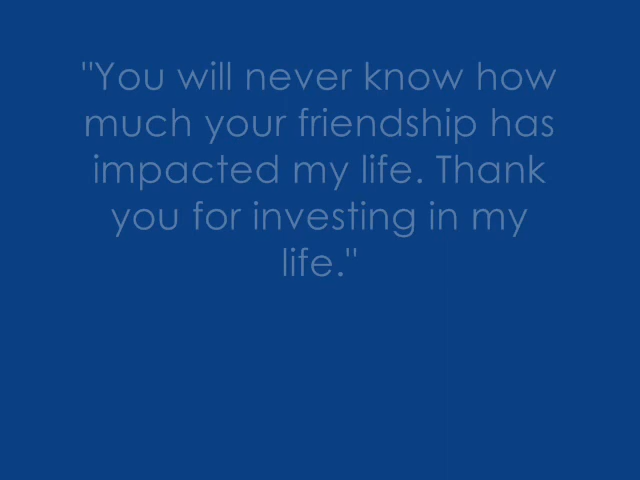 "You will never know how
much your friendship has
impacted my life. Thank
you for investing in my
life."